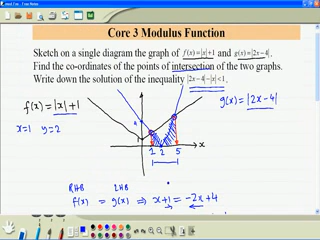 Core 3 Modulus Function
Sketch on a single diagram the graph of f(x)=|x|+1 and g(x)=|2x-4|.
Find the co-ordinates of the points of intersection of the two graphs.
Write down the solution of the inequality |2x-4|-|x|<1.
f(x) = |x|+1
g(x) = |2x-4|
x=1 y=2
4
1
1 2 5 x
RHB LHB
f(x) = g(x) ⇒ x+1 = -2x+4